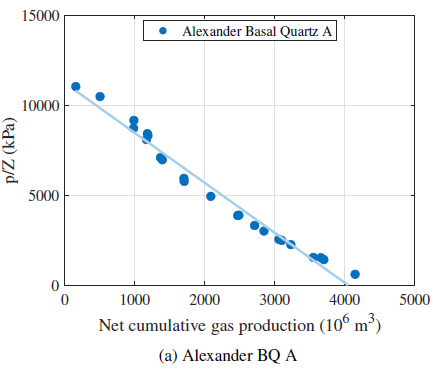 15000
Alexander Basal Quartz A
10000
p/Z (kPa)
5000
0
0 1000 2000 3000 4000 5000
Net cumulative gas production (10⁶ m³)
(a) Alexander BQ A